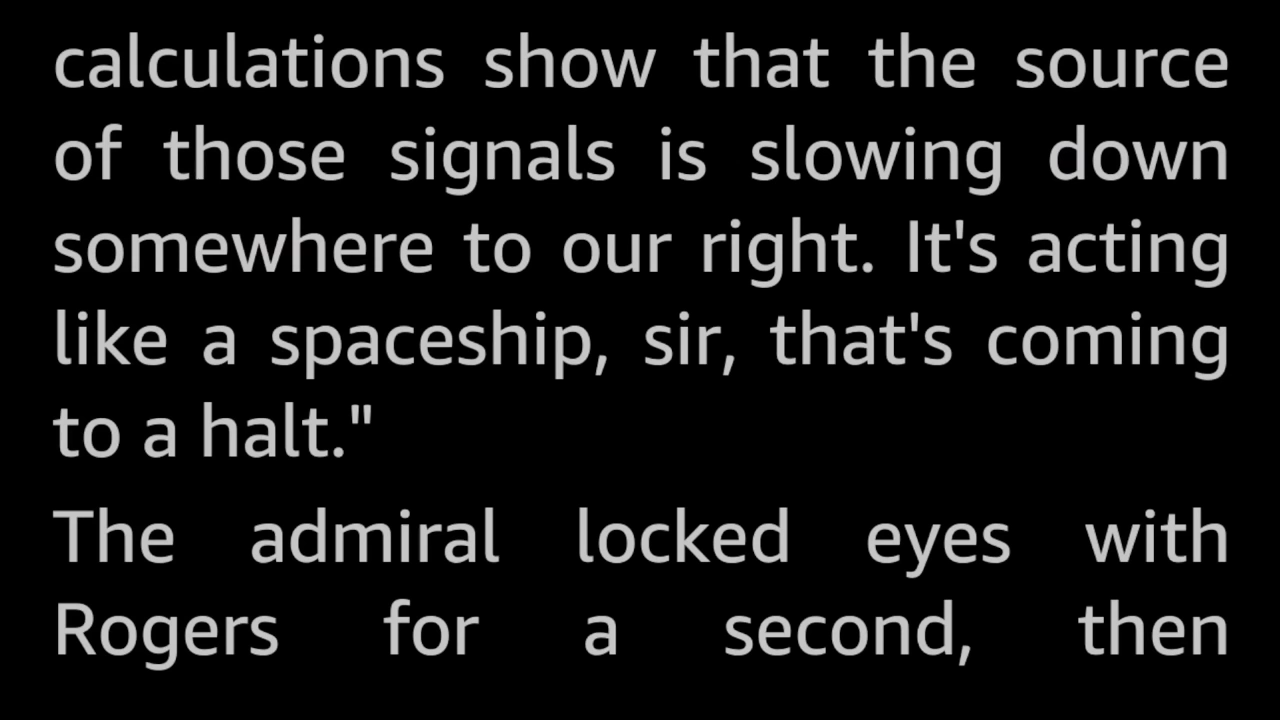 calculations show that the source
of those signals is slowing down
somewhere to our right. It's acting
like a spaceship, sir, that's coming
to a halt."
The admiral locked eyes with
Rogers for a second, then